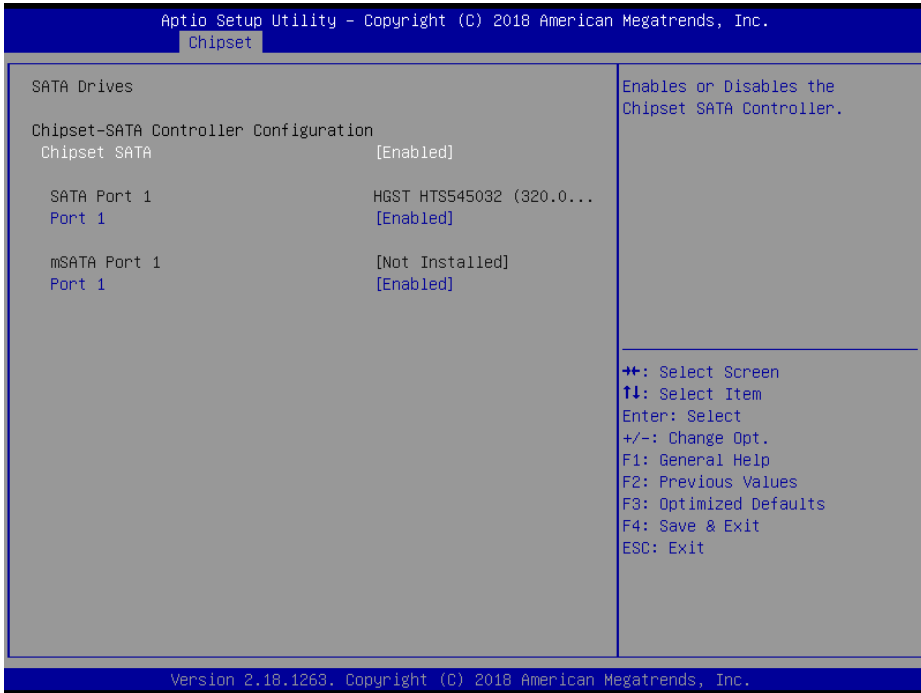 Aptio Setup Utility – Copyright (C) 2018 American Megatrends, Inc.
Chipset
SATA Drives
Chipset-SATA Controller Configuration
Chipset SATA [Enabled]
SATA Port 1 HGST HTS545032 (320.0...
Port 1 [Enabled]
mSATA Port 1 [Not Installed]
Port 1 [Enabled]
Enables or Disables the
Chipset SATA Controller.
→←: Select Screen
↑↓: Select Item
Enter: Select
+/-: Change Opt.
F1: General Help
F2: Previous Values
F3: Optimized Defaults
F4: Save & Exit
ESC: Exit
Version 2.18.1263. Copyright (C) 2018 American Megatrends, Inc.